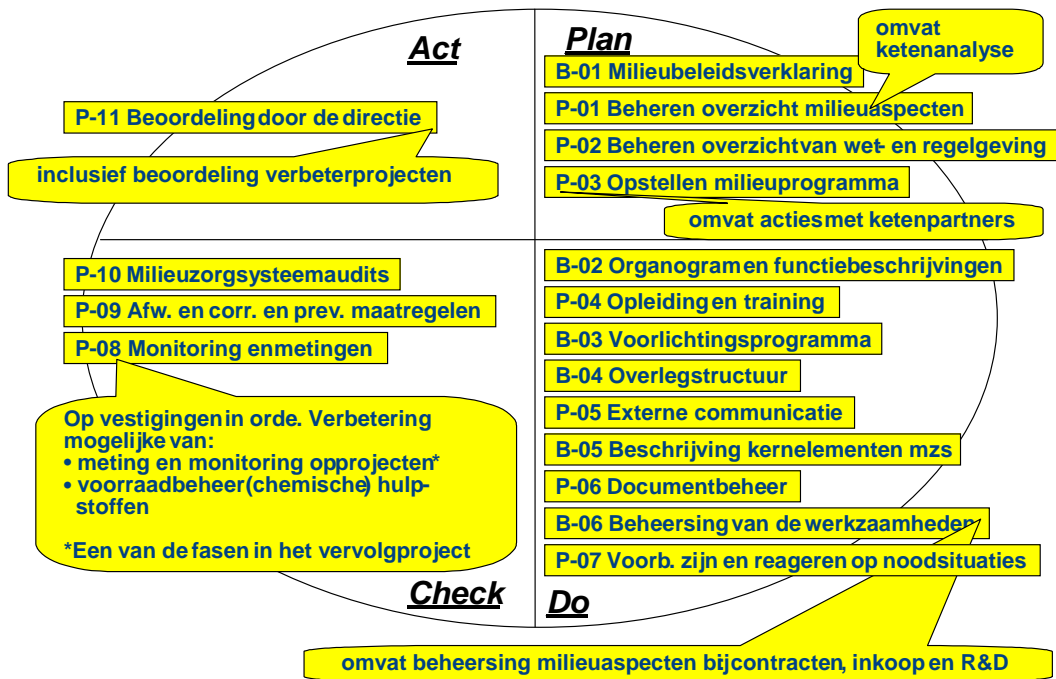 Act
Plan
omvat
ketenanalyse
B-01 Milieubeleidsverklaring
P-01 Beheren overzicht milieuaspecten
P-02 Beheren overzicht van wet- en regelgeving
P-03 Opstellen milieuprogramma
omvat acties met ketenpartners
P-11 Beoordeling door de directie
inclusief beoordeling verbeterprojecten
P-10 Milieuzorgsysteemaudits
P-09 Afw. en corr. en prev. maatregelen
P-08 Monitoring en metingen
Op vestigingen in orde. Verbetering
mogelijke van:
• meting en monitoring op projecten*
• voorraadbeheer (chemische) hulp-
stoffen
*Een van de fasen in het vervolgproject
Check
B-02 Organogram en functiebeschrijvingen
P-04 Opleiding en training
B-03 Voorlichtingsprogramma
B-04 Overlegstructuur
P-05 Externe communicatie
B-05 Beschrijving kernelementen mzs
P-06 Documentbeheer
B-06 Beheersing van de werkzaamheden
P-07 Voorb. zijn en reageren op noodsituaties
Do
omvat beheersing milieuaspecten bij contracten, inkoop en R&D